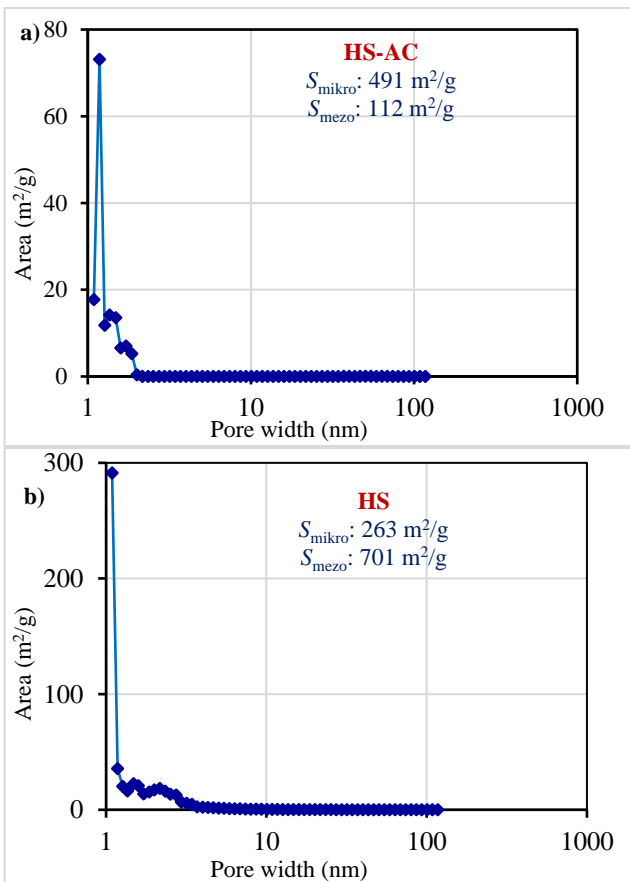 a)
HS-AC
Smikro: 491 m²/g
Smezo: 112 m²/g
Area (m²/g)
80
60
40
20
0
1
10
100
1000
Pore width (nm)
b)
HS
Smikro: 263 m²/g
Smezo: 701 m²/g
Area (m²/g)
300
200
100
0
1
10
100
1000
Pore width (nm)